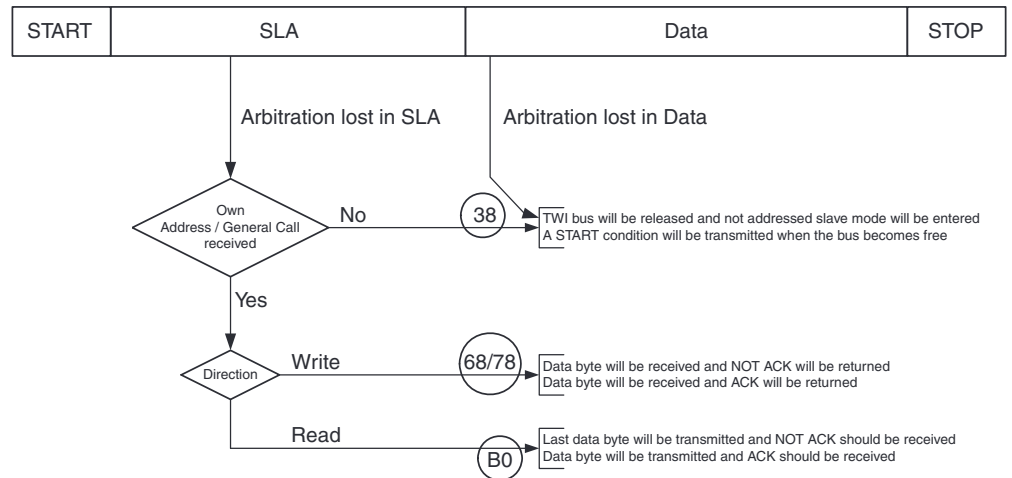 START SLA Data STOP
Arbitration lost in SLA Arbitration lost in Data
Own
Address / General Call
received
No 38
TWI bus will be released and not addressed slave mode will be entered
A START condition will be transmitted when the bus becomes free
Yes
Direction
Write 68/78
Data byte will be received and NOT ACK will be returned
Data byte will be received and ACK will be returned
Read B0
Last data byte will be transmitted and NOT ACK should be received
Data byte will be transmitted and ACK should be received